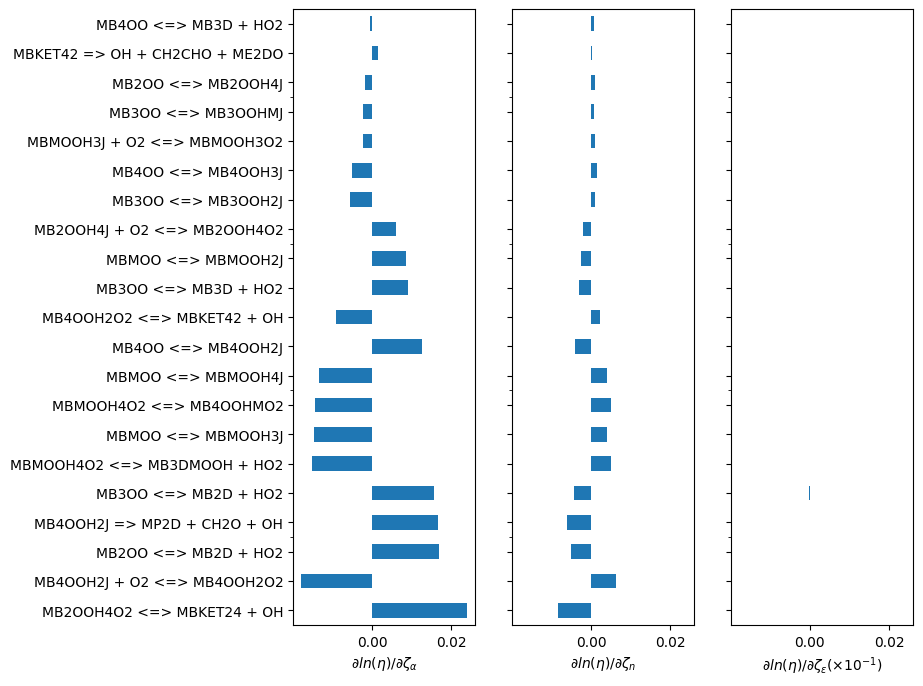 MB4OO <=> MB3D + HO2
MBKET42 => OH + CH2CHO + ME2DO
MB2OO <=> MB2OOH4J
MB3OO <=> MB3OOHMJ
MBMOOH3J + O2 <=> MBMOOH3O2
MB4OO <=> MB4OOH3J
MB3OO <=> MB3OOH2J
MB2OOH4J + O2 <=> MB2OOH4O2
MBMOO <=> MBMOOH2J
MB3OO <=> MB3D + HO2
MB4OOH2O2 <=> MBKET42 + OH
MB4OO <=> MB4OOH2J
MBMOO <=> MBMOOH4J
MBMOOH4O2 <=> MB4OOHMO2
MBMOO <=> MBMOOH3J
MBMOOH4O2 <=> MB3DMOOH + HO2
MB3OO <=> MB2D + HO2
MB4OOH2J => MP2D + CH2O + OH
MB2OO <=> MB2D + HO2
MB4OOH2J + O2 <=> MB4OOH2O2
MB2OOH4O2 <=> MBKET24 + OH
0.00 0.02 0.00 0.02 0.00 0.02
∂ln(η)/∂ζα ∂ln(η)/∂ζn ∂ln(η)/∂ζε(×10⁻¹)